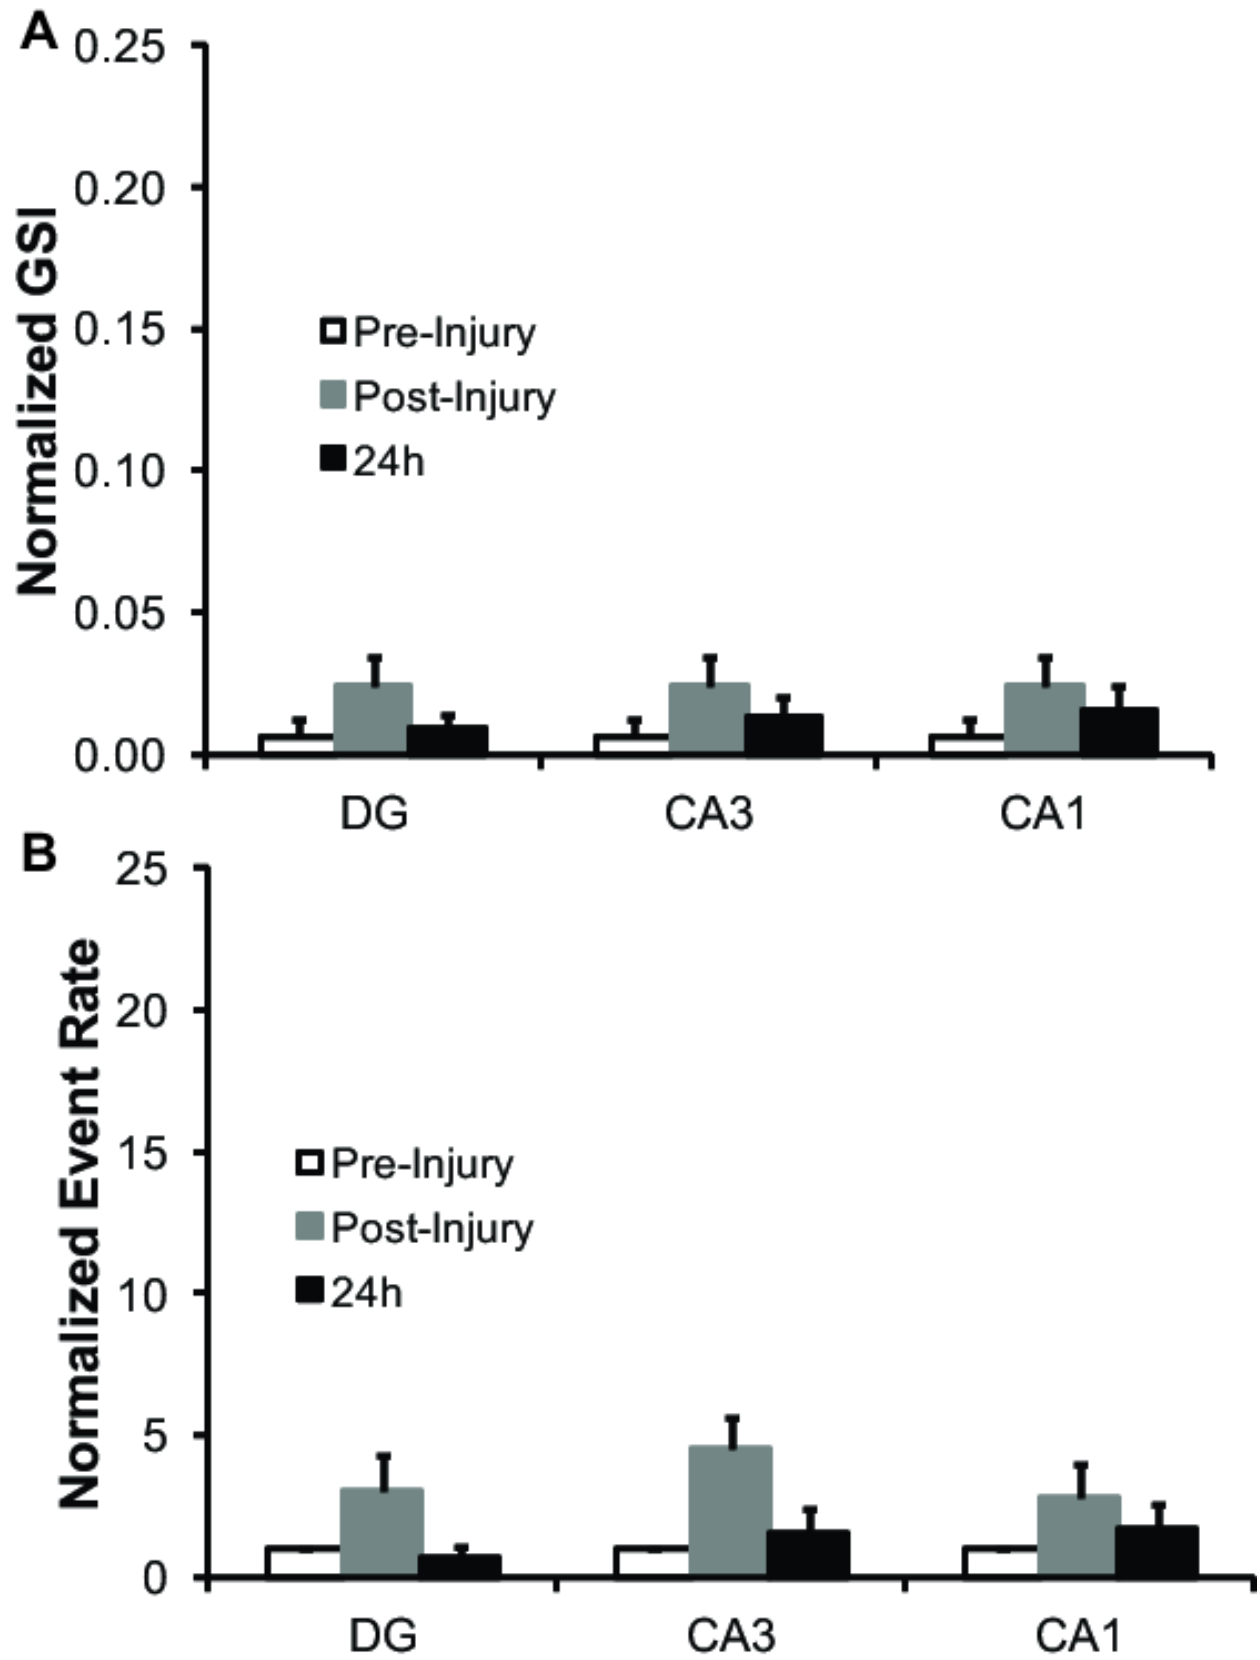 A
0.25
0.20
0.15
0.10
0.05
0.00
Normalized GSI
Pre-Injury
Post-Injury
24h
DG CA3 CA1
B
25
20
15
10
5
0
Normalized Event Rate
Pre-Injury
Post-Injury
24h
DG CA3 CA1